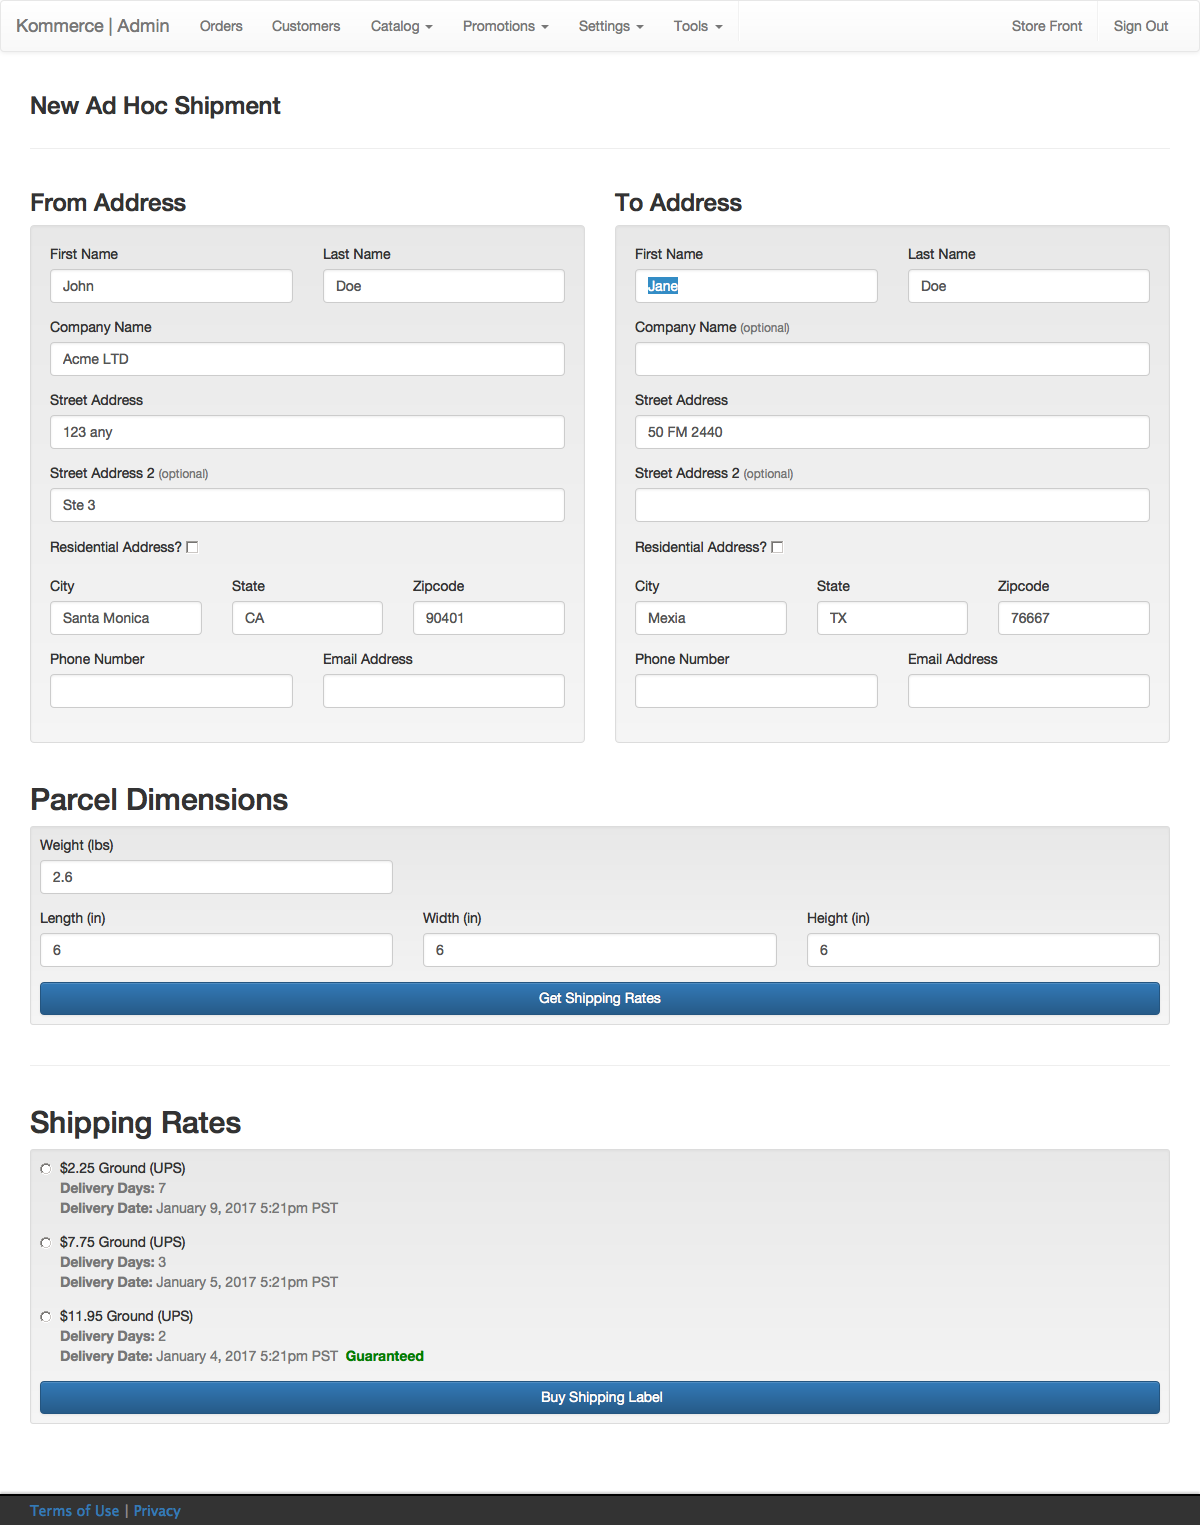 Kommerce | Admin Orders Customers Catalog Promotions Settings Tools Store Front Sign Out
New Ad Hoc Shipment
From Address
First Name Last Name
John Doe
Company Name
Acme LTD
Street Address
123 any
Street Address 2 (optional)
Ste 3
Residential Address?
City State Zipcode
Santa Monica CA 90401
Phone Number Email Address
To Address
First Name Last Name
Jane Doe
Company Name (optional)
Street Address
50 FM 2440
Street Address 2 (optional)
Residential Address?
City State Zipcode
Mexia TX 76667
Phone Number Email Address
Parcel Dimensions
Weight (lbs)
2.6
Length (in) Width (in) Height (in)
6 6 6
Get Shipping Rates
Shipping Rates
$2.25 Ground (UPS)
Delivery Days: 7
Delivery Date: January 9, 2017 5:21pm PST
$7.75 Ground (UPS)
Delivery Days: 3
Delivery Date: January 5, 2017 5:21pm PST
$11.95 Ground (UPS)
Delivery Days: 2
Delivery Date: January 4, 2017 5:21pm PST Guaranteed
Buy Shipping Label
Terms of Use | Privacy